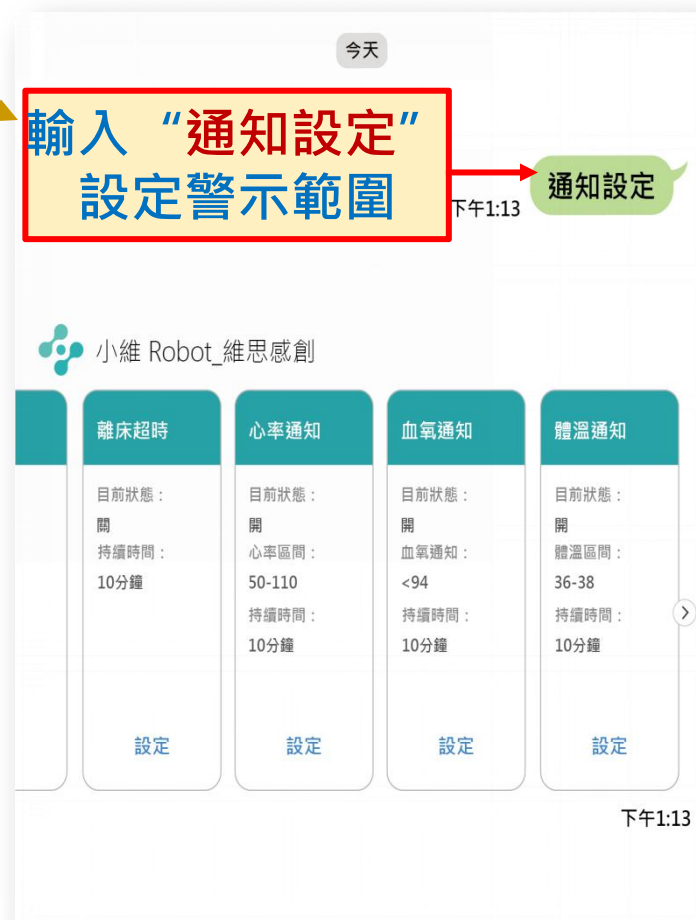 今天
輸入“通知設定”
設定警示範圍
通知設定
下午1:13
小維 Robot_維思感創
離床超時
目前狀態：
關
持續時間：
10分鐘
設定
心率通知
目前狀態：
開
心率區間：
50-110
持續時間：
10分鐘
設定
血氧通知
目前狀態：
開
血氧通知：
<94
持續時間：
10分鐘
設定
體溫通知
目前狀態：
開
體溫區間：
36-38
持續時間：
10分鐘
設定
下午1:13